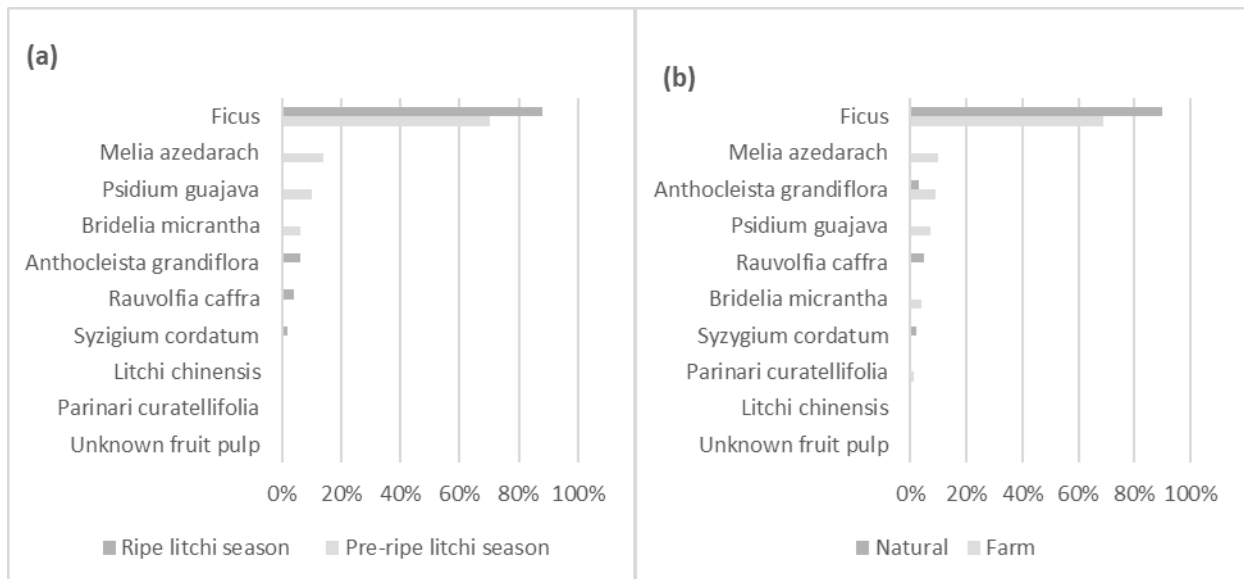 (a)
Ficus
Melia azedarach
Psidium guajava
Bridelia micrantha
Anthocleista grandiflora
Rauvolfia caffra
Syzigium cordatum
Litchi chinensis
Parinari curatellifolia
Unknown fruit pulp
0% 20% 40% 60% 80% 100%
Ripe litchi season Pre-ripe litchi season
(b)
Ficus
Melia azedarach
Anthocleista grandiflora
Psidium guajava
Rauvolfia caffra
Bridelia micrantha
Syzygium cordatum
Parinari curatellifolia
Litchi chinensis
Unknown fruit pulp
0% 20% 40% 60% 80% 100%
Natural Farm